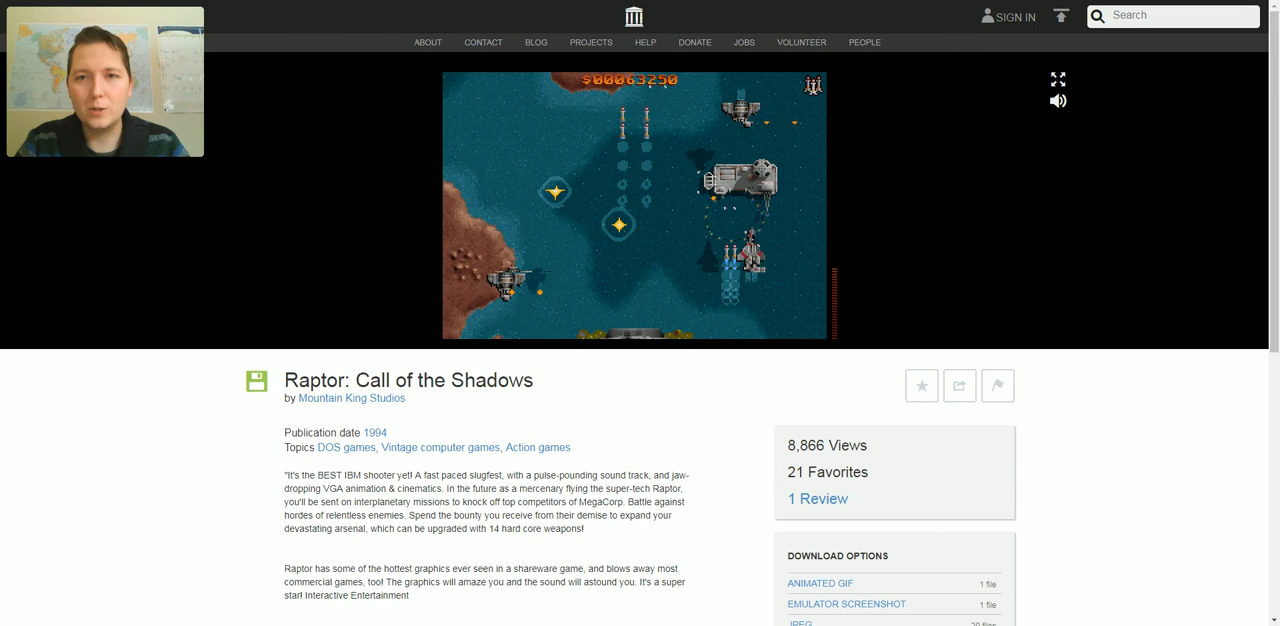 SIGN IN
Search
ABOUT CONTACT BLOG PROJECTS HELP DONATE JOBS VOLUNTEER PEOPLE
$00063250
Raptor: Call of the Shadows
by Mountain King Studios
Publication date 1994
Topics DOS games, Vintage computer games, Action games
"It's the BEST IBM shooter yet! A fast paced slugfest, with a pulse-pounding sound track, and jaw-
dropping VGA animation & cinematics. In the future as a mercenary flying the super-tech Raptor,
you'll be sent on interplanetary missions to knock off top competitors of MegaCorp. Battle against
hordes of relentless enemies. Spend the bounty you receive from their demise to expand your
devastating arsenal, which can be upgraded with 14 hard core weapons!
Raptor has some of the hottest graphics ever seen in a shareware game, and blows away most
commercial games, too! The graphics will amaze you and the sound will astound you. It's a super
star! Interactive Entertainment
8,866 Views
21 Favorites
1 Review
DOWNLOAD OPTIONS
ANIMATED GIF 1 file
EMULATOR SCREENSHOT 1 file
JPEG 20 files